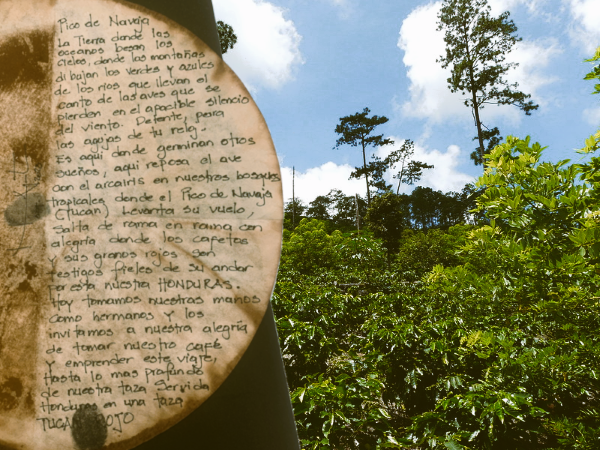 Pico de Navaja
La Tierra donde los
oceanos besan los
cielos, donde las montañas
dibujan los verdes y azules
de los rios que llevan el
canto de las aves que se
pierden en el apacible silencio
del viento. Detente, para
las agujas de tu reloj.
Es aqui donde germinan otros
sueños, aqui reposa el ave
con el arcoiris en nuestros bosques
tropicales, donde el Pico de Navaja
(Tucan) levanta su vuelo,
salta de rama en rama con
alegria donde los cafetos
y sus granos rojos son
testigos fieles de su andar
por esta nuestra HONDURAS.
Hoy tomamos nuestras manos
como hermanos y los
invitamos a nuestra alegria
de tomar nuestro café
y emprender este viaje,
hasta lo mas profundo
de nuestra taza. Servida
Honduras en una taza
TUCAN ROJO